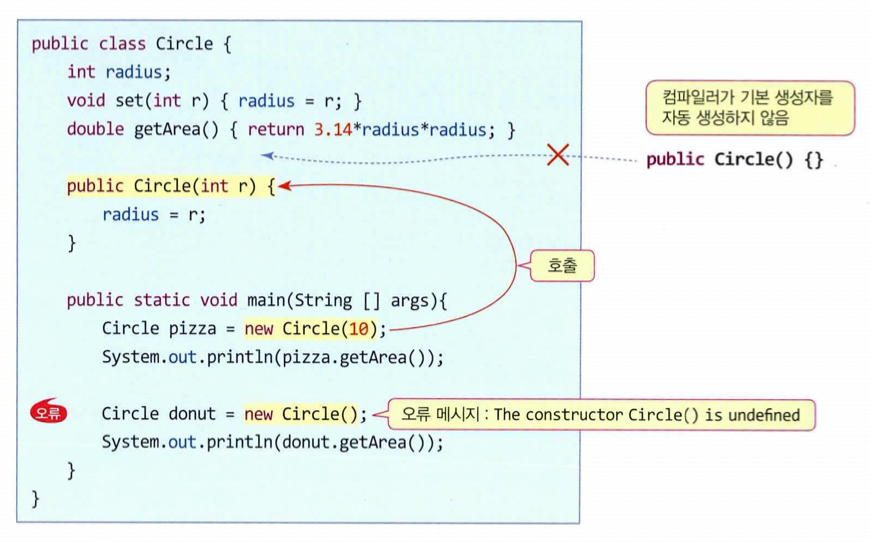 public class Circle {
int radius;
void set(int r) { radius = r; }
double getArea() { return 3.14*radius*radius; }
컴파일러가 기본 생성자를
자동 생성하지 않음
public Circle() {}
public Circle(int r) {
radius = r;
}
호출
public static void main(String [] args){
Circle pizza = new Circle(10);
System.out.println(pizza.getArea());
오류
Circle donut = new Circle();
오류 메시지 : The constructor Circle() is undefined
System.out.println(donut.getArea());
}
}